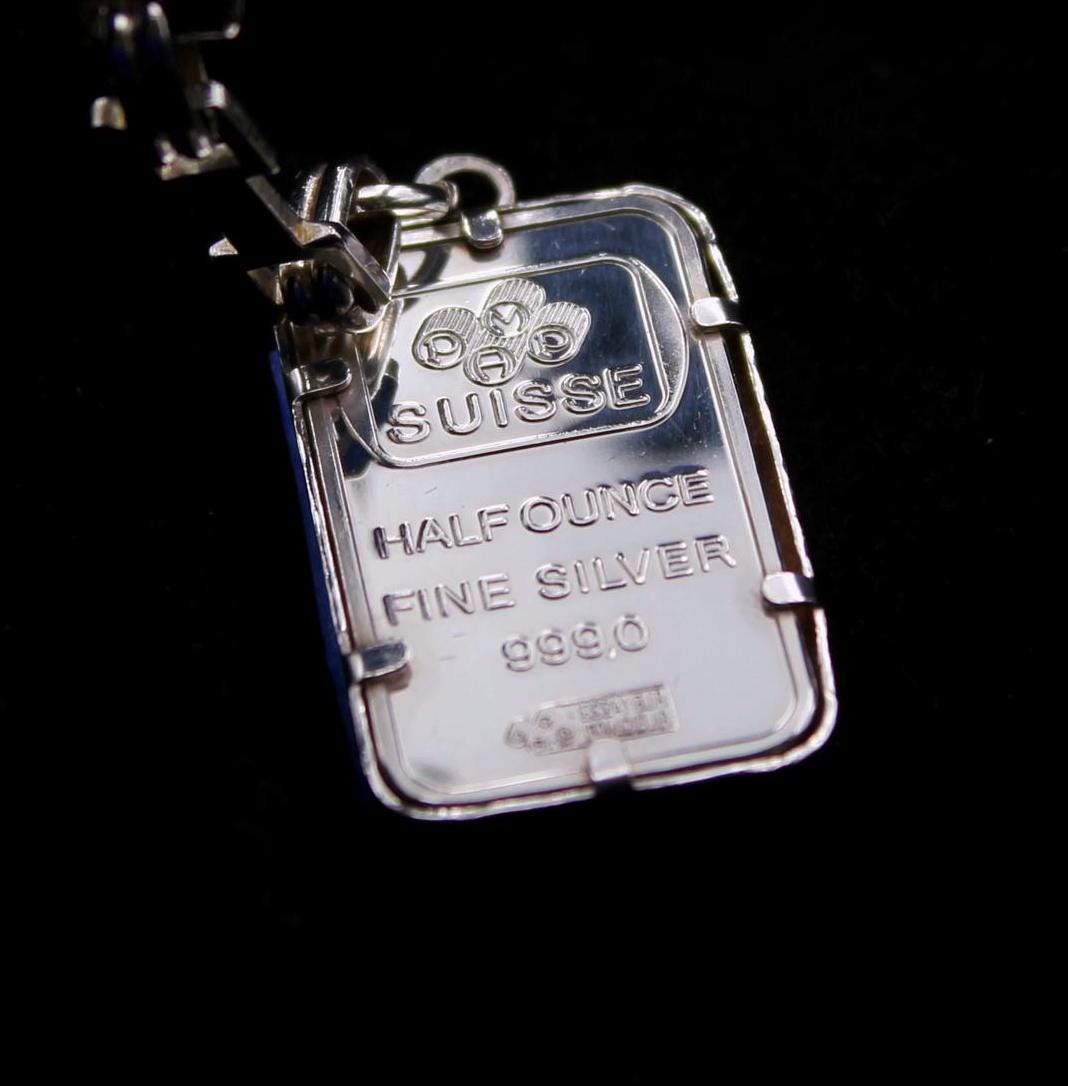 PAMP
SUISSE
HALF OUNCE
FINE SILVER
999,0